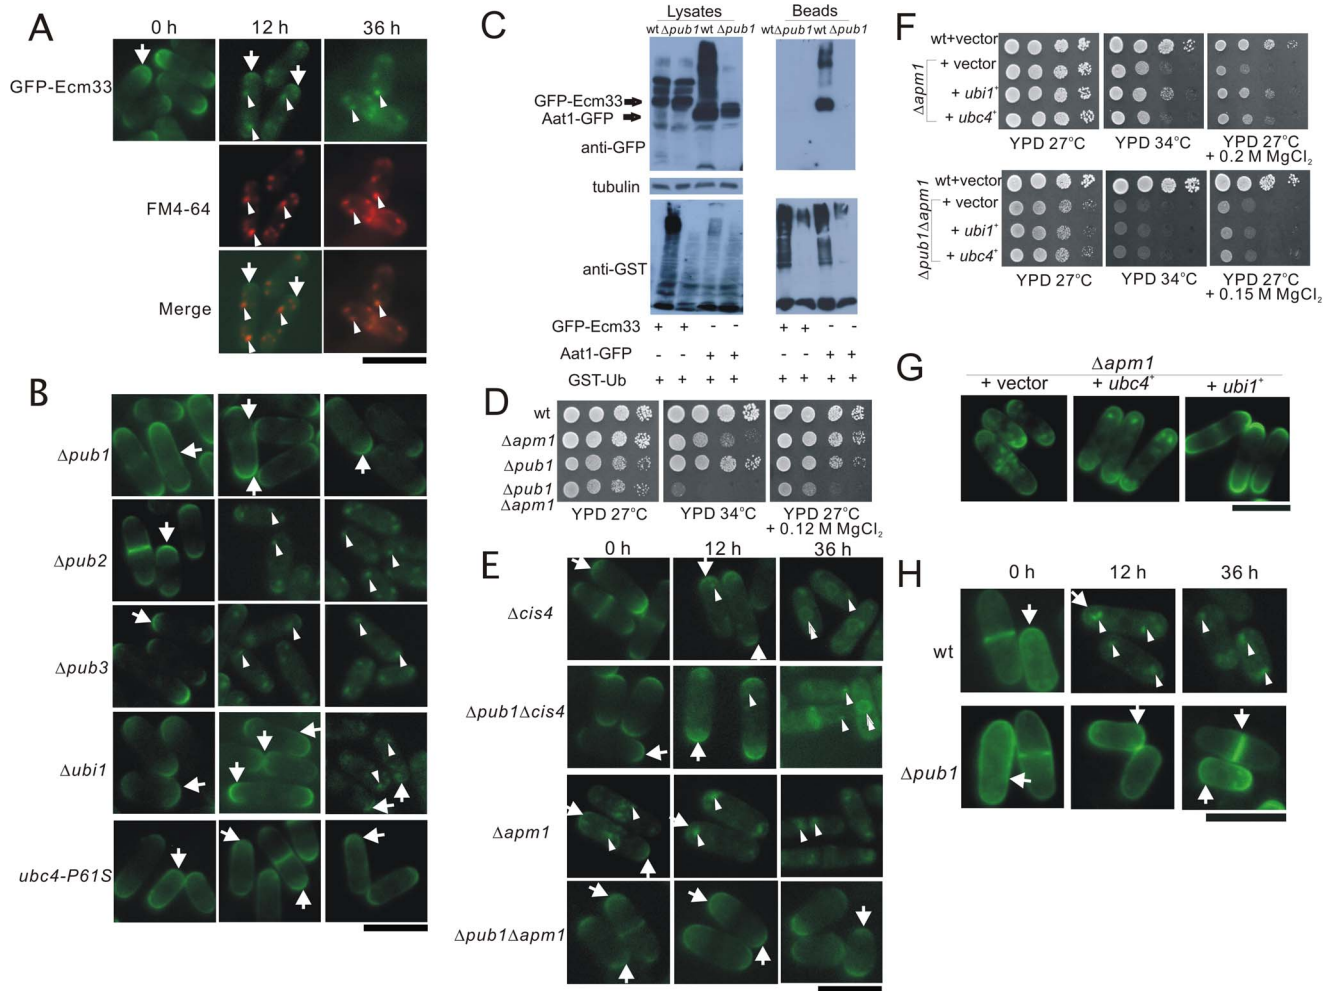 A
0 h 12 h 36 h
GFP-Ecm33
FM4-64
Merge
B
Δpub1
Δpub2
Δpub3
Δubi1
ubc4-P61S
C
Lysates Beads
wt Δpub1 wt Δpub1 wt Δpub1 wt Δpub1
GFP-Ecm33
Aat1-GFP
anti-GFP
tubulin
anti-GST
GFP-Ecm33 + + - - + + - -
Aat1-GFP - - + + - - + +
GST-Ub + + + + + + + +
D
wt
Δapm1
Δpub1
Δpub1
Δapm1
YPD 27°C YPD 34°C YPD 27°C
+ 0.12 M MgCl₂
E
0 h 12 h 36 h
Δcis4
Δpub1Δcis4
Δapm1
Δpub1Δapm1
F
wt+vector
Δapm1
+ vector
+ ubi1⁺
+ ubc4⁺
YPD 27°C YPD 34°C YPD 27°C
+ 0.2 M MgCl₂
wt+vector
Δpub1Δapm1
+ vector
+ ubi1⁺
+ ubc4⁺
YPD 27°C YPD 34°C YPD 27°C
+ 0.15 M MgCl₂
G
Δapm1
+ vector + ubc4⁺ + ubi1⁺
H
0 h 12 h 36 h
wt
Δpub1